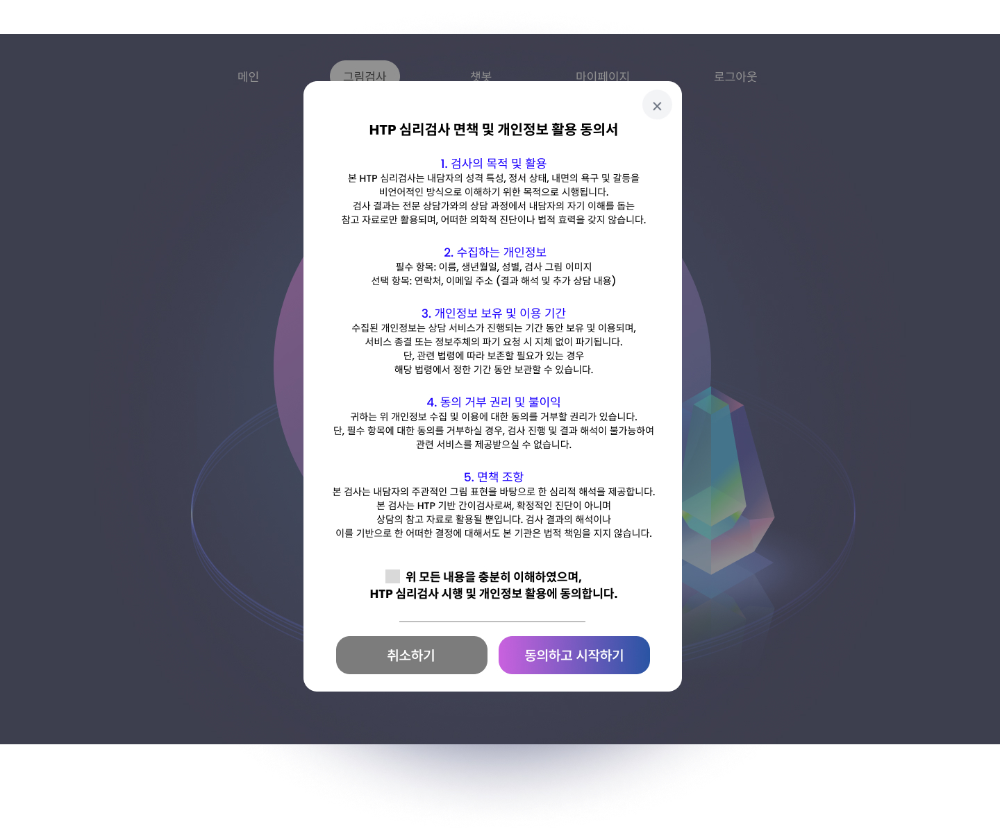 메인
그림검사
챗봇
마이페이지
로그아웃
×
HTP 심리검사 면책 및 개인정보 활용 동의서
1. 검사의 목적 및 활용
본 HTP 심리검사는 내담자의 성격 특성, 정서 상태, 내면의 욕구 및 갈등을
비언어적인 방식으로 이해하기 위한 목적으로 시행됩니다.
검사 결과는 전문 상담가와의 상담 과정에서 내담자의 자기 이해를 돕는
참고 자료로만 활용되며, 어떠한 의학적 진단이나 법적 효력을 갖지 않습니다.
2. 수집하는 개인정보
필수 항목: 이름, 생년월일, 성별, 검사 그림 이미지
선택 항목: 연락처, 이메일 주소 (결과 해석 및 추가 상담 내용)
3. 개인정보 보유 및 이용 기간
수집된 개인정보는 상담 서비스가 진행되는 기간 동안 보유 및 이용되며,
서비스 종결 또는 정보주체의 파기 요청 시 지체 없이 파기됩니다.
단, 관련 법령에 따라 보존할 필요가 있는 경우
해당 법령에서 정한 기간 동안 보관할 수 있습니다.
4. 동의 거부 권리 및 불이익
귀하는 위 개인정보 수집 및 이용에 대한 동의를 거부할 권리가 있습니다.
단, 필수 항목에 대한 동의를 거부하실 경우, 검사 진행 및 결과 해석이 불가능하여
관련 서비스를 제공받으실 수 없습니다.
5. 면책 조항
본 검사는 내담자의 주관적인 그림 표현을 바탕으로 한 심리적 해석을 제공합니다.
본 검사는 HTP 기반 간이검사로써, 확정적인 진단이 아니며
상담의 참고 자료로 활용될 뿐입니다. 검사 결과의 해석이나
이를 기반으로 한 어떠한 결정에 대해서도 본 기관은 법적 책임을 지지 않습니다.
위 모든 내용을 충분히 이해하였으며,
HTP 심리검사 시행 및 개인정보 활용에 동의합니다.
취소하기
동의하고 시작하기